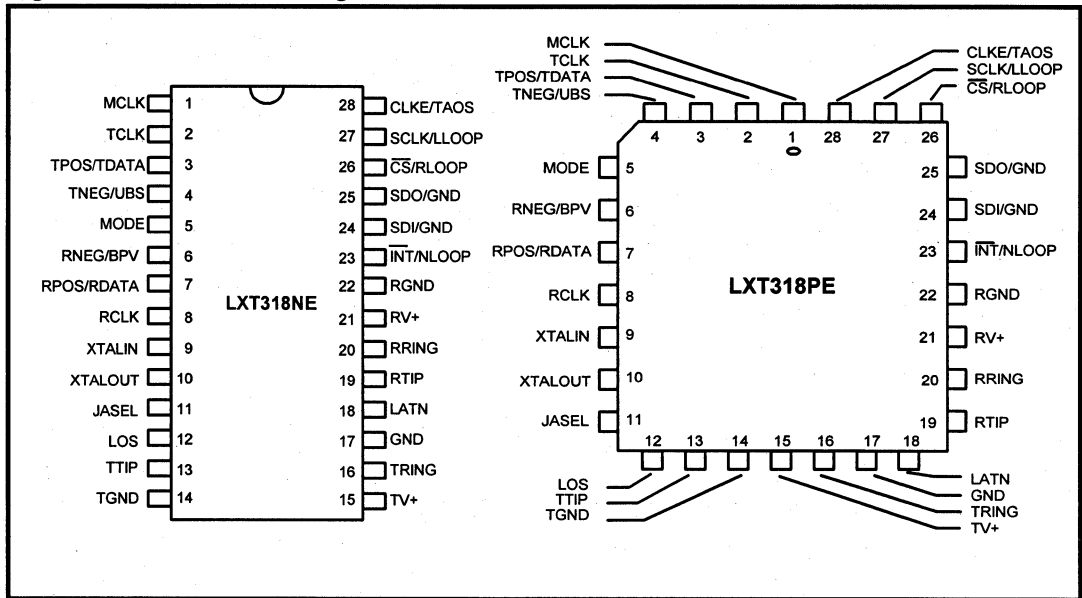 MCLK 1
TCLK 2
TPOS/TDATA 3
TNEG/UBS 4
MODE 5
RNEG/BPV 6
RPOS/RDATA 7
RCLK 8
XTALIN 9
XTALOUT 10
JASEL 11
LOS 12
TTIP 13
TGND 14
LXT318NE
28 CLKE/TAOS
27 SCLK/LLOOP
26 C̅S̅/RLOOP
25 SDO/GND
24 SDI/GND
23 I̅N̅T̅/NLOOP
22 RGND
21 RV+
20 RRING
19 RTIP
18 LATN
17 GND
16 TRING
15 TV+
MCLK
TCLK
TPOS/TDATA
TNEG/UBS
CLKE/TAOS
SCLK/LLOOP
C̅S̅/RLOOP
4 3 2 1 28 27 26
MODE 5
RNEG/BPV 6
RPOS/RDATA 7
RCLK 8
XTALIN 9
XTALOUT 10
JASEL 11
LXT318PE
25 SDO/GND
24 SDI/GND
23 I̅N̅T̅/NLOOP
22 RGND
21 RV+
20 RRING
19 RTIP
12 13 14 15 16 17 18
LOS
TTIP
TGND
LATN
GND
TRING
TV+